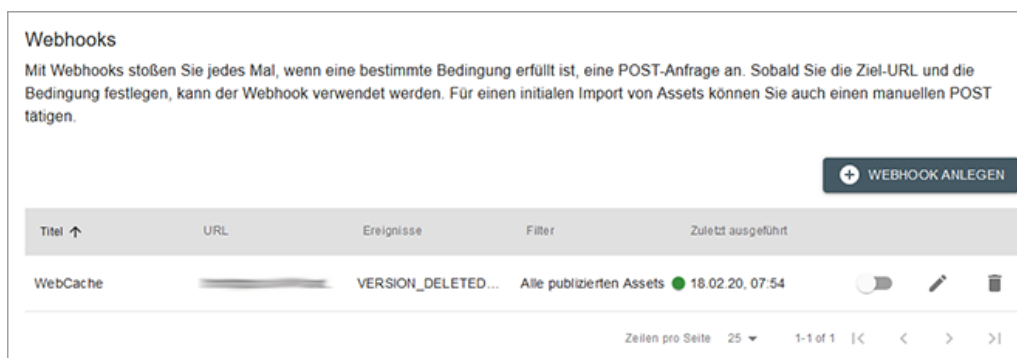 Webhooks
Mit Webhooks stoßen Sie jedes Mal, wenn eine bestimmte Bedingung erfüllt ist, eine POST-Anfrage an. Sobald Sie die Ziel-URL und die
Bedingung festlegen, kann der Webhook verwendet werden. Für einen initialen Import von Assets können Sie auch einen manuellen POST
tätigen.
WEBHOOK ANLEGEN
Titel URL Ereignisse Filter Zuletzt ausgeführt
WebCache VERSION_DELETED... Alle publizierten Assets 18.02.20, 07:54
Zeilen pro Seite 25 1-1 of 1